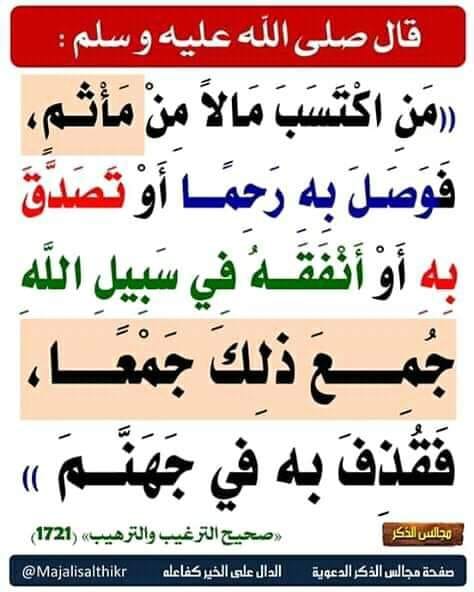 قال صلى الله عليه وسلم :
((مَنِ اكْتَسَبَ مَالاً مِنْ مَأْثَمٍ،
فَوَصَلَ بِهِ رَحِمًا أَوْ تَصَدَّقَ
بِهِ أَوْ أَنْفَقَهُ فِي سَبِيلِ اللَّهِ
جُمِعَ ذَلِكَ جَمْعًا،
فَقُذِفَ بِهِ فِي جَهَنَّمَ ))
مجالس الذكر «صحيح الترغيب والترهيب» (1721)
صفحة مجالس الذكر الدعوية الدال على الخير كفاعله @Majalisalthikr